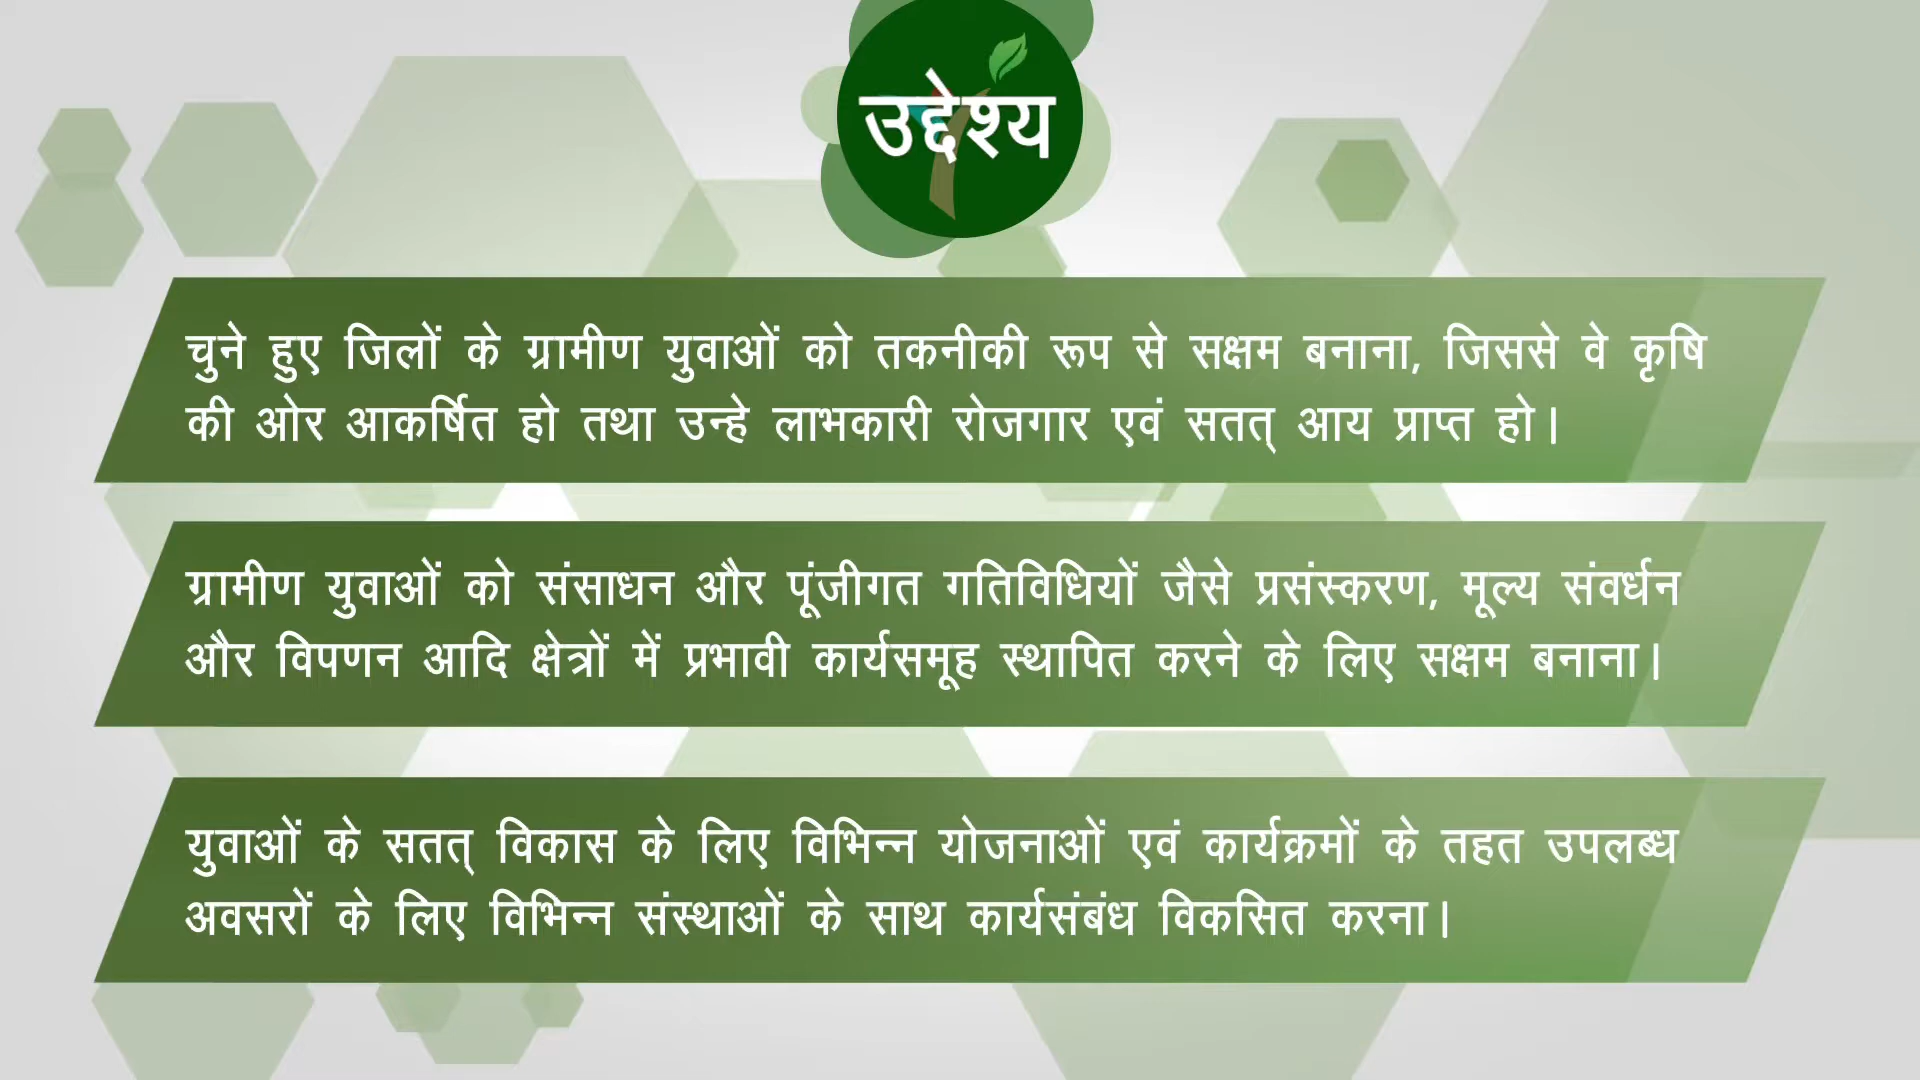 उद्देश्य
चुने हुए जिलों के ग्रामीण युवाओं को तकनीकी रूप से सक्षम बनाना, जिससे वे कृषि
की ओर आकर्षित हो तथा उन्हे लाभकारी रोजगार एवं सतत् आय प्राप्त हो।
ग्रामीण युवाओं को संसाधन और पूंजीगत गतिविधियों जैसे प्रसंस्करण, मूल्य संवर्धन
और विपणन आदि क्षेत्रों में प्रभावी कार्यसमूह स्थापित करने के लिए सक्षम बनाना।
युवाओं के सतत् विकास के लिए विभिन्न योजनाओं एवं कार्यक्रमों के तहत उपलब्ध
अवसरों के लिए विभिन्न संस्थाओं के साथ कार्यसंबंध विकसित करना।